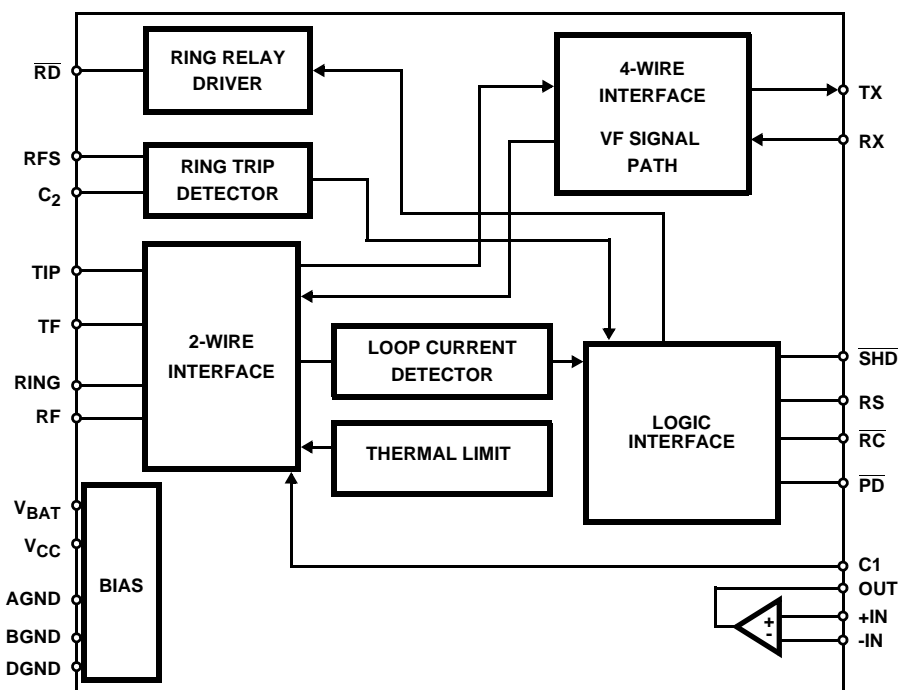 RD
RFS
C2
TIP
TF
RING
RF
VBAT
VCC
AGND
BGND
DGND
RING RELAY
DRIVER
RING TRIP
DETECTOR
2-WIRE
INTERFACE
BIAS
LOOP CURRENT
DETECTOR
THERMAL LIMIT
4-WIRE
INTERFACE
VF SIGNAL
PATH
LOGIC
INTERFACE
+
-
TX
RX
SHD
RS
RC
PD
C1
OUT
+IN
-IN